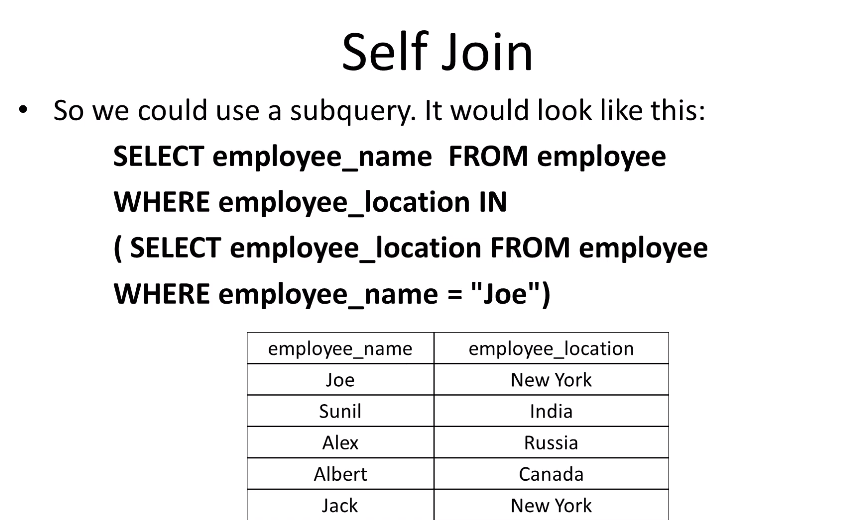 Self Join
• So we could use a subquery. It would look like this:
SELECT employee_name FROM employee
WHERE employee_location IN
( SELECT employee_location FROM employee
WHERE employee_name = "Joe")
employee_name employee_location
Joe New York
Sunil India
Alex Russia
Albert Canada
Jack New York